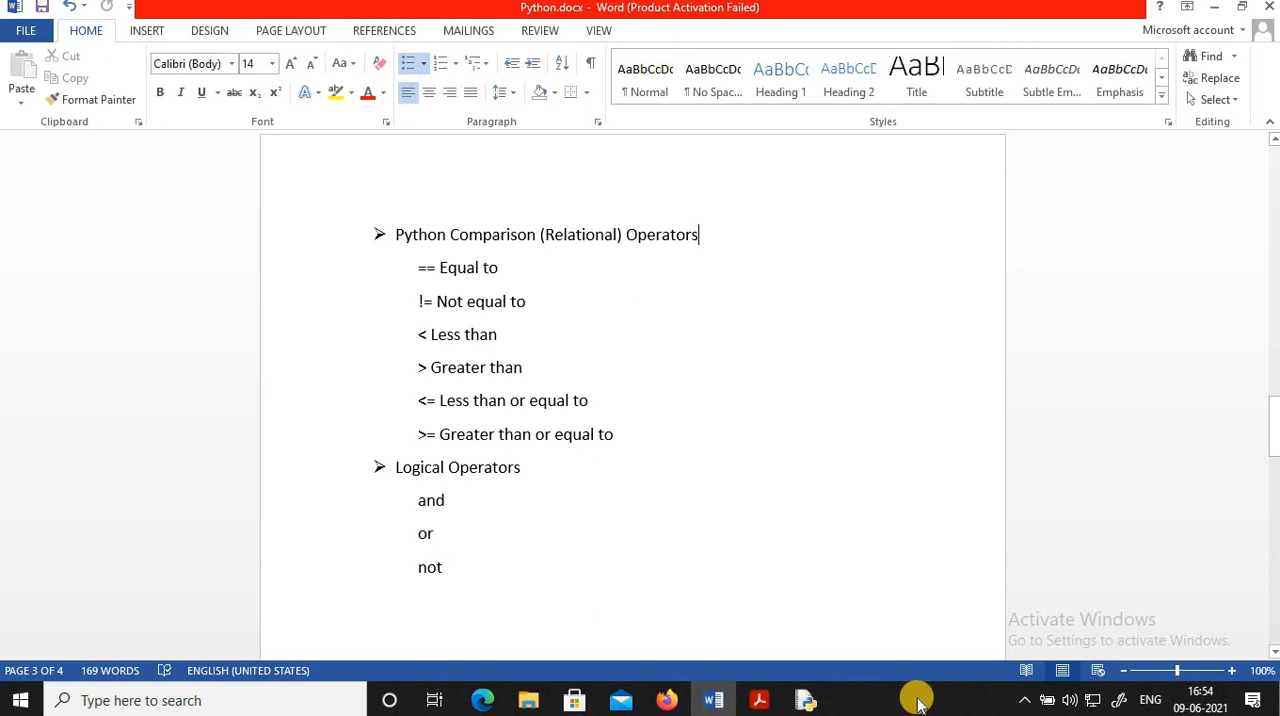 Python.docx - Word (Product Activation Failed)
FILE HOME INSERT DESIGN PAGE LAYOUT REFERENCES MAILINGS REVIEW VIEW Microsoft account
Cut
Copy
Format Painter
Paste
Clipboard
Calibri (Body) 14
Font
Paragraph
AaBbCcDc AaBbCcDc AaBbCc AaBbCcC AaB AaBbCcD AaBbCcDc AaBbCcDc
¶ Normal ¶ No Spac... Heading 1 Heading 2 Title Subtitle Subtle Em... Emphasis
Styles
Find
Replace
Select
Editing
Python Comparison (Relational) Operators
== Equal to
!= Not equal to
< Less than
> Greater than
<= Less than or equal to
>= Greater than or equal to
Logical Operators
and
or
not
Activate Windows
Go to Settings to activate Windows.
PAGE 3 OF 4 169 WORDS ENGLISH (UNITED STATES) 100%
Type here to search
ENG
16:54
09-06-2021